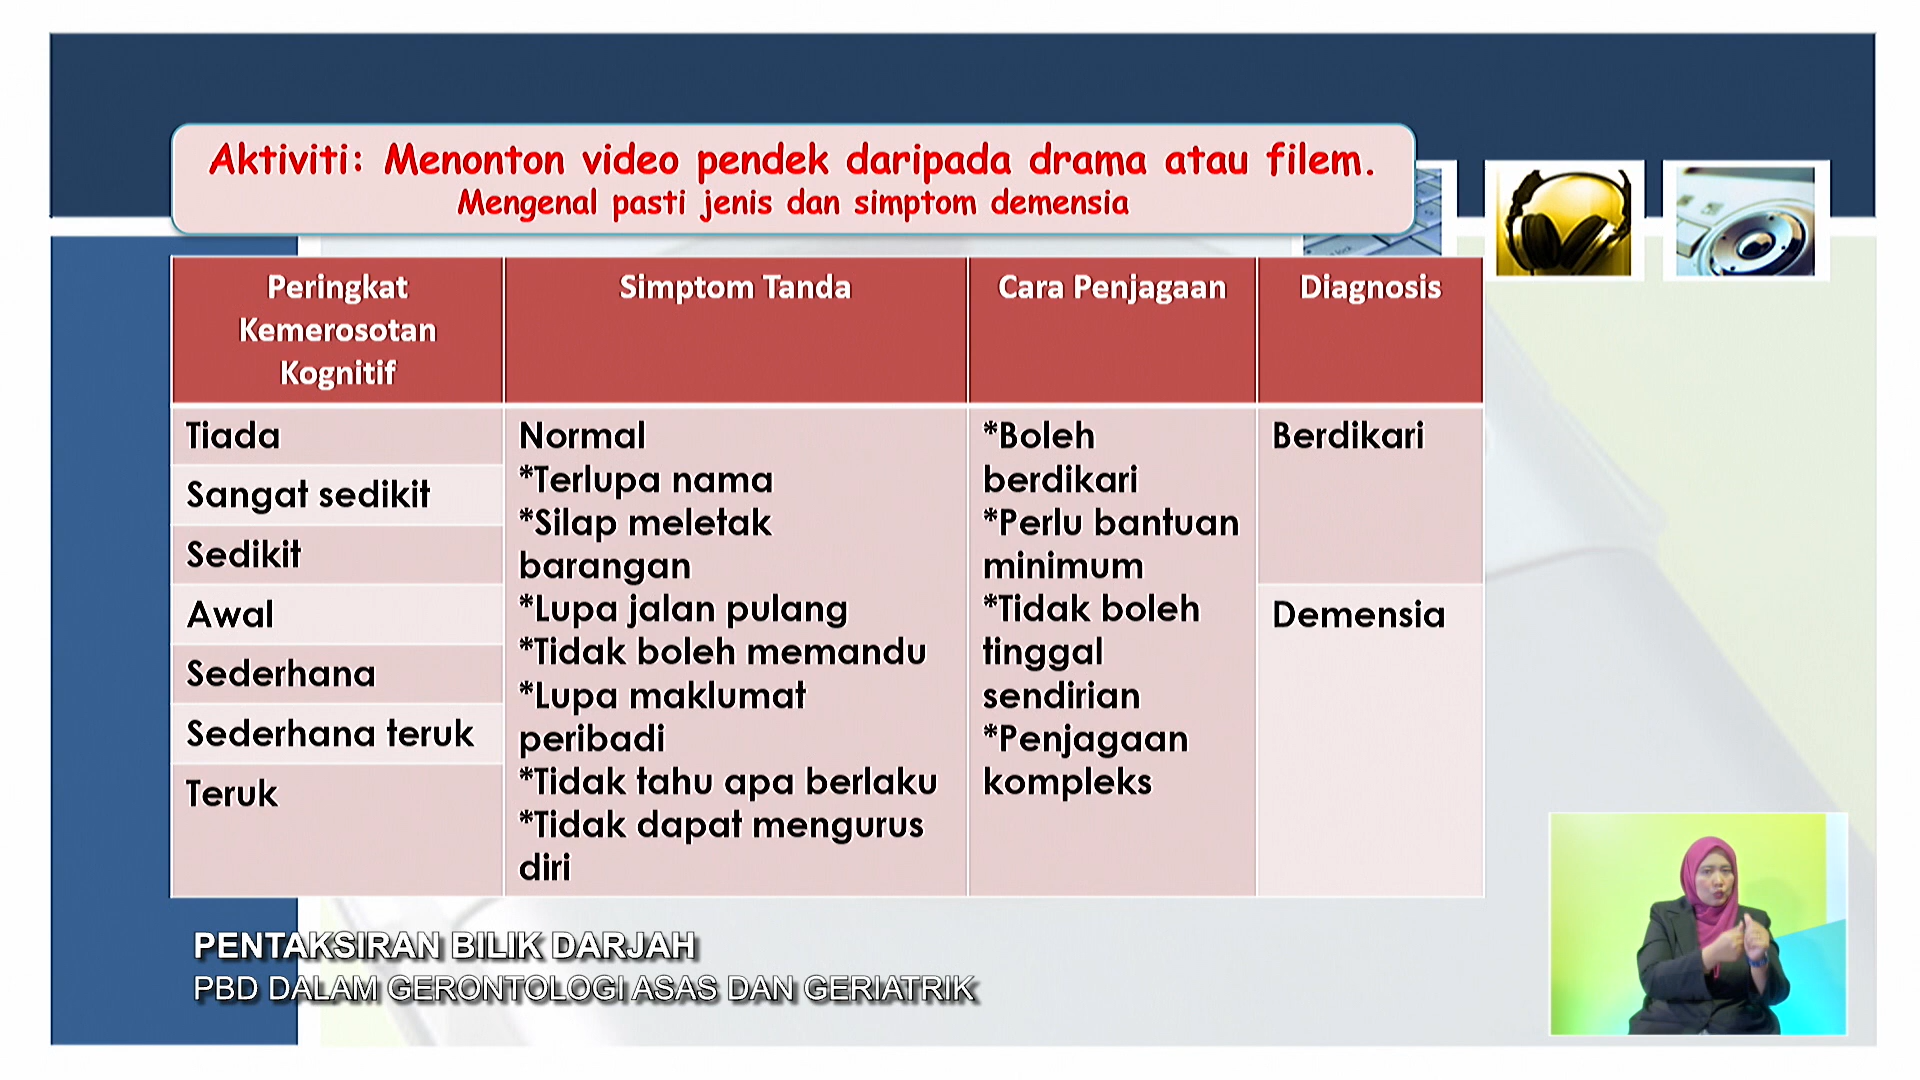 Aktiviti: Menonton video pendek daripada drama atau filem.
Mengenal pasti jenis dan simptom demensia
Peringkat
Kemerosotan
Kognitif
Simptom Tanda
Cara Penjagaan
Diagnosis
Tiada
Sangat sedikit
Sedikit
Awal
Sederhana
Sederhana teruk
Teruk
Normal
*Terlupa nama
*Silap meletak
barangan
*Lupa jalan pulang
*Tidak boleh memandu
*Lupa maklumat
peribadi
*Tidak tahu apa berlaku
*Tidak dapat mengurus
diri
*Boleh
berdikari
*Perlu bantuan
minimum
*Tidak boleh
tinggal
sendirian
*Penjagaan
kompleks
Berdikari
Demensia
PENTAKSIRAN BILIK DARJAH
PBD DALAM GERONTOLOGI ASAS DAN GERIATRIK